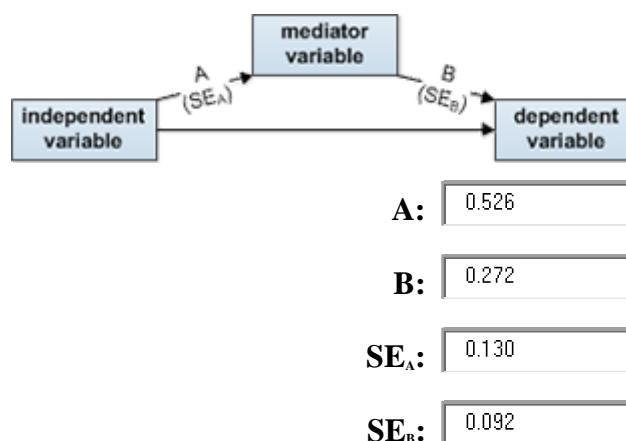 mediator
variable
A
(SEA)
B
(SEB)
independent
variable
dependent
variable
A: 0.526
B: 0.272
SEA: 0.130
SEB: 0.092